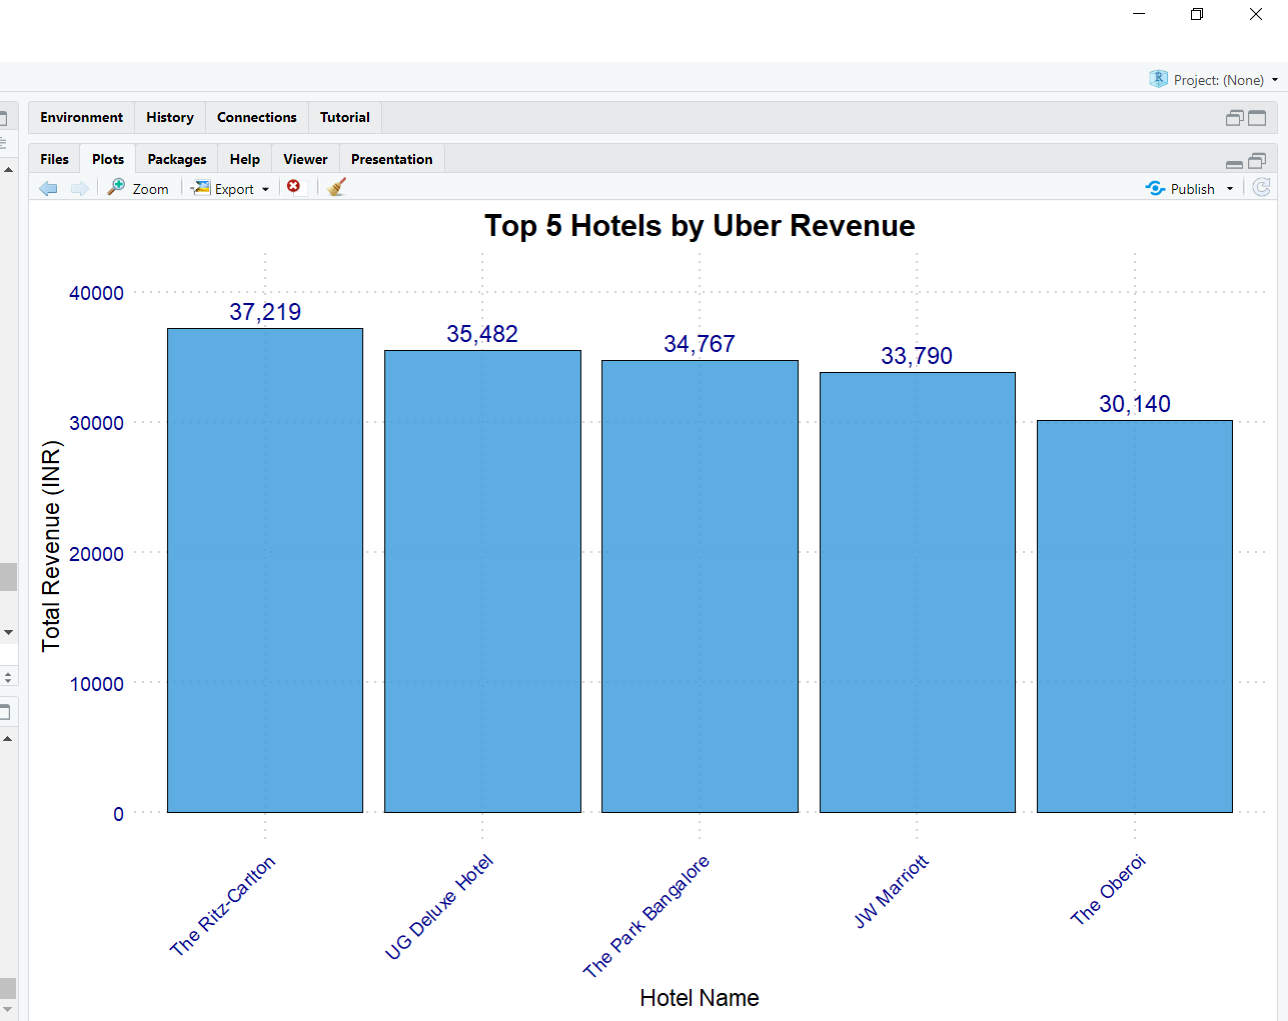 Project: (None)
Environment History Connections Tutorial
Files Plots Packages Help Viewer Presentation
Zoom Export Publish
Top 5 Hotels by Uber Revenue
40000
30000
20000
10000
0
Total Revenue (INR)
37,219
35,482
34,767
33,790
30,140
The Ritz-Carlton
UG Deluxe Hotel
The Park Bangalore
JW Marriott
The Oberoi
Hotel Name